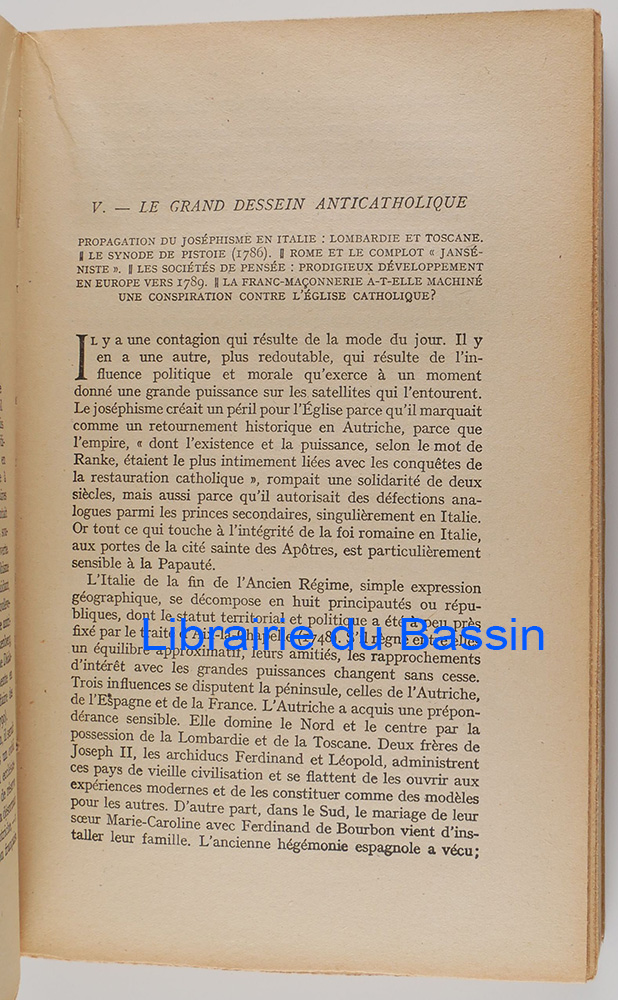 V. — LE GRAND DESSEIN ANTICATHOLIQUE
PROPAGATION DU JOSÉPHISME EN ITALIE : LOMBARDIE ET TOSCANE.
|| LE SYNODE DE PISTOIE (1786). || ROME ET LE COMPLOT « JANSÉ-
NISTE ». || LES SOCIÉTÉS DE PENSÉE : PRODIGIEUX DÉVELOPPEMENT
EN EUROPE VERS 1789. || LA FRANC-MAÇONNERIE A-T-ELLE MACHINÉ
UNE CONSPIRATION CONTRE L'ÉGLISE CATHOLIQUE?
IL y a une contagion qui résulte de la mode du jour. Il y
en a une autre, plus redoutable, qui résulte de l'in-
fluence politique et morale qu'exerce à un moment
donné une grande puissance sur les satellites qui l'entourent.
Le joséphisme créait un péril pour l'Église parce qu'il marquait
comme un retournement historique en Autriche, parce que
l'empire, « dont l'existence et la puissance, selon le mot de
Ranke, étaient le plus intimement liées avec les conquêtes de
la restauration catholique », rompait une solidarité de deux
siècles, mais aussi parce qu'il autorisait des défections ana-
logues parmi les princes secondaires, singulièrement en Italie.
Or tout ce qui touche à l'intégrité de la foi romaine en Italie,
aux portes de la cité sainte des Apôtres, est particulièrement
sensible à la Papauté.
L'Italie de la fin de l'Ancien Régime, simple expression
géographique, se décompose en huit principautés ou répu-
bliques, dont le statut territorial et politique a été à peu près
fixé par le traité d'Aix-la-Chapelle (1748). S'il règne entre elles
un équilibre approximatif, leurs amitiés, les rapprochements
d'intérêt avec les grandes puissances changent sans cesse.
Trois influences se disputent la péninsule, celles de l'Autriche,
de l'Espagne et de la France. L'Autriche a acquis une prépon-
dérance sensible. Elle domine le Nord et le centre par la
possession de la Lombardie et de la Toscane. Deux frères de
Joseph II, les archiducs Ferdinand et Léopold, administrent
ces pays de vieille civilisation et se flattent de les ouvrir aux
expériences modernes et de les constituer comme des modèles
pour les autres. D'autre part, dans le Sud, le mariage de leur
sœur Marie-Caroline avec Ferdinand de Bourbon vient d'ins-
taller leur famille. L'ancienne hégémonie espagnole a vécu;
Librairie du Bassin